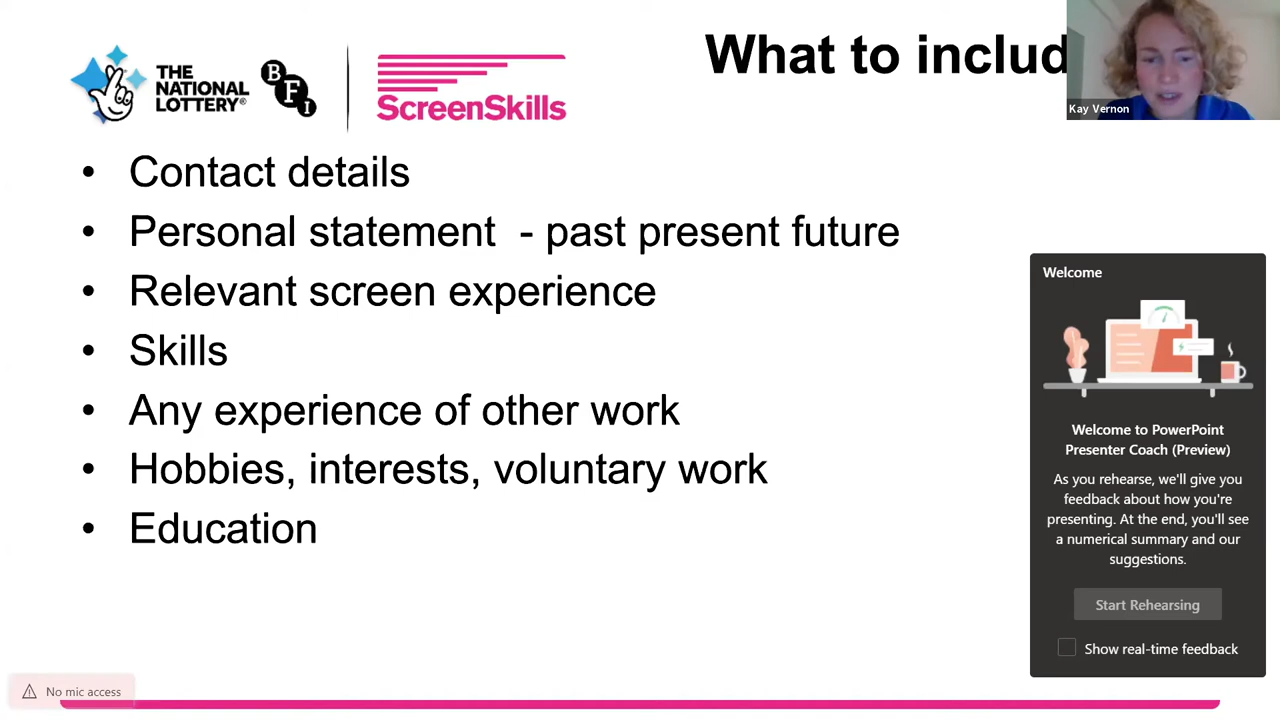 THE
NATIONAL
LOTTERY®
BFI
ScreenSkills
What to includ
Kay Vernon
• Contact details
• Personal statement - past present future
• Relevant screen experience
• Skills
• Any experience of other work
• Hobbies, interests, voluntary work
• Education
Welcome
Welcome to PowerPoint
Presenter Coach (Preview)
As you rehearse, we'll give you
feedback about how you're
presenting. At the end, you'll see
a numerical summary and our
suggestions.
Start Rehearsing
Show real-time feedback
No mic access